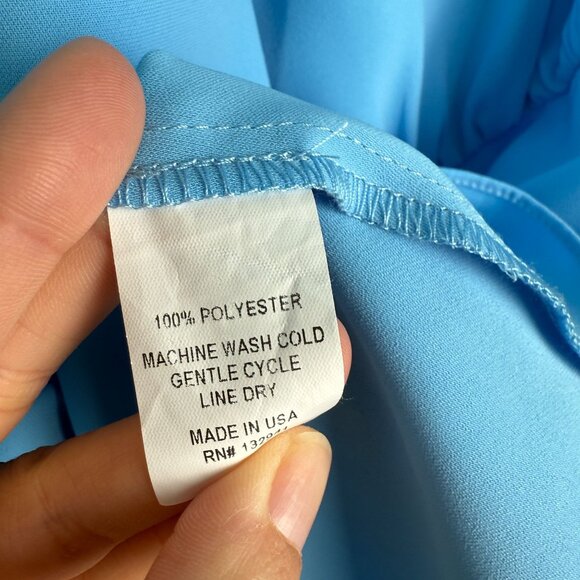 100% POLYESTER
MACHINE WASH COLD
GENTLE CYCLE
LINE DRY
MADE IN USA
RN#